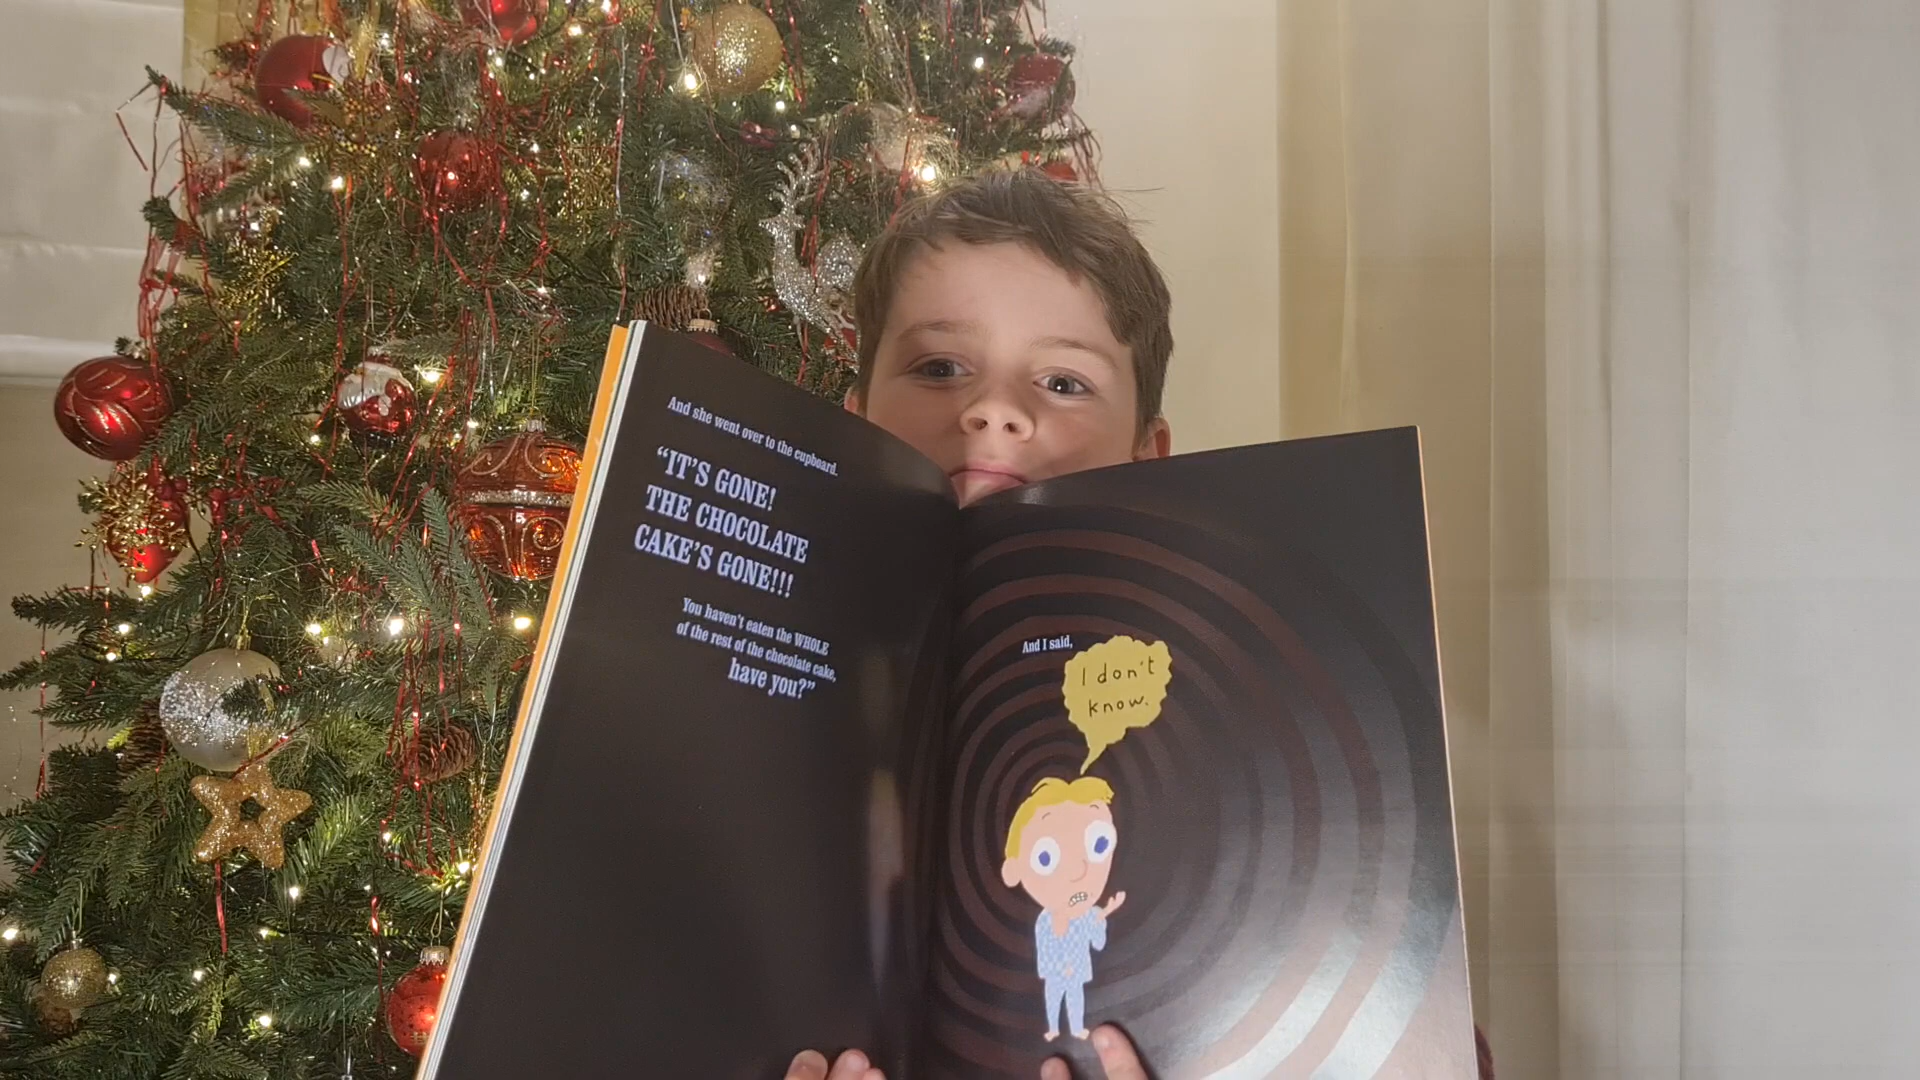 And she went over to the cupboard.
“IT’S GONE!
THE CHOCOLATE
CAKE’S GONE!!!
You haven’t eaten the WHOLE
of the rest of the chocolate cake,
have you?”
And I said,
I don’t
know.